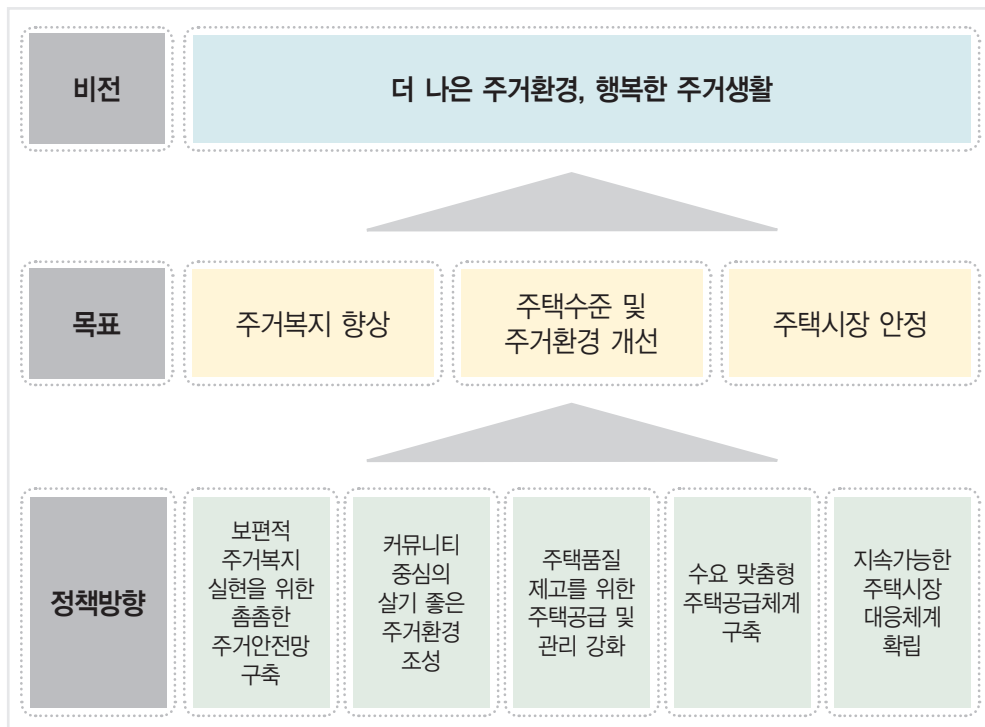 비전
더 나은 주거환경, 행복한 주거생활
목표
주거복지 향상
주택수준 및
주거환경 개선
주택시장 안정
정책방향
보편적
주거복지
실현을 위한
촘촘한
주거안전망
구축
커뮤니티
중심의
살기 좋은
주거환경
조성
주택품질
제고를 위한
주택공급 및
관리 강화
수요 맞춤형
주택공급체계
구축
지속가능한
주택시장
대응체계
확립